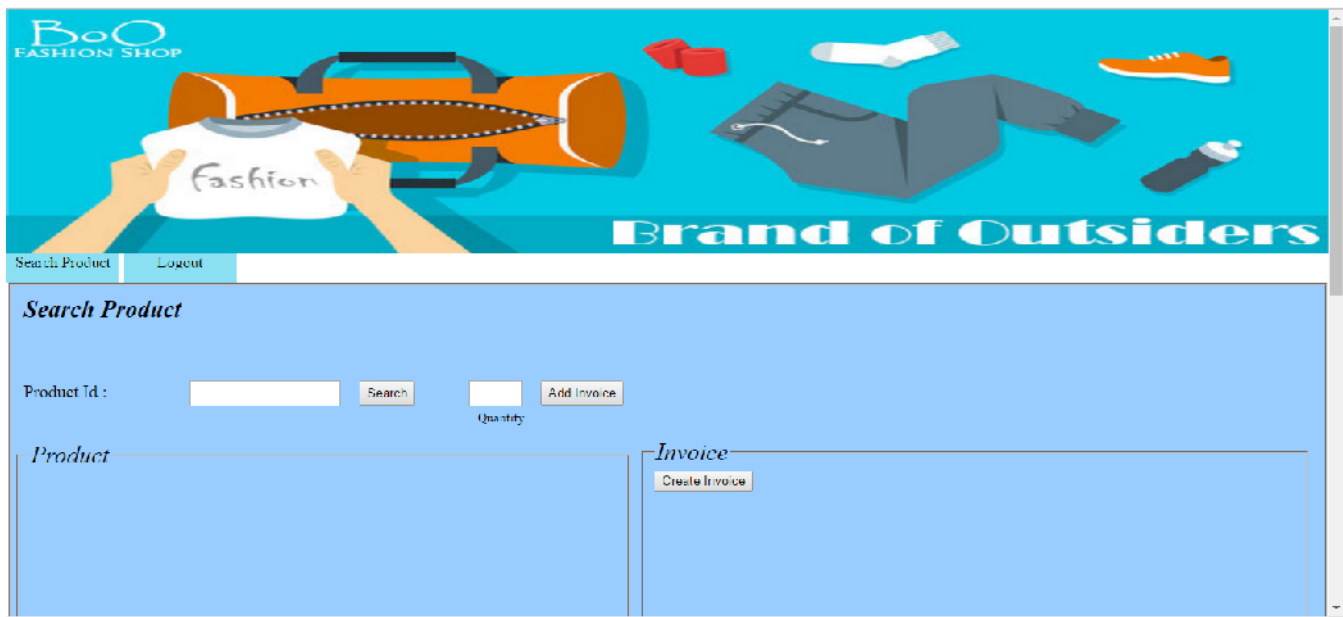 BoO
FASHION SHOP
Fashion
Brand of Outsiders
Search Product
Logout
Search Product
Product Id :
Search
Add Invoice
Quantity
Product
Invoice
Create Invoice